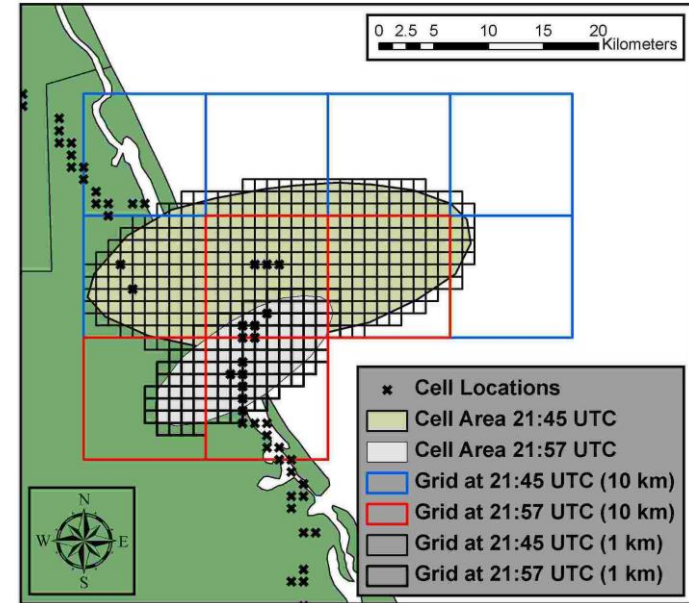 0 2.5 5 10 15 20
Kilometers
Cell Locations
Cell Area 21:45 UTC
Cell Area 21:57 UTC
Grid at 21:45 UTC (10 km)
Grid at 21:57 UTC (10 km)
Grid at 21:45 UTC (1 km)
Grid at 21:57 UTC (1 km)
N
W E
S